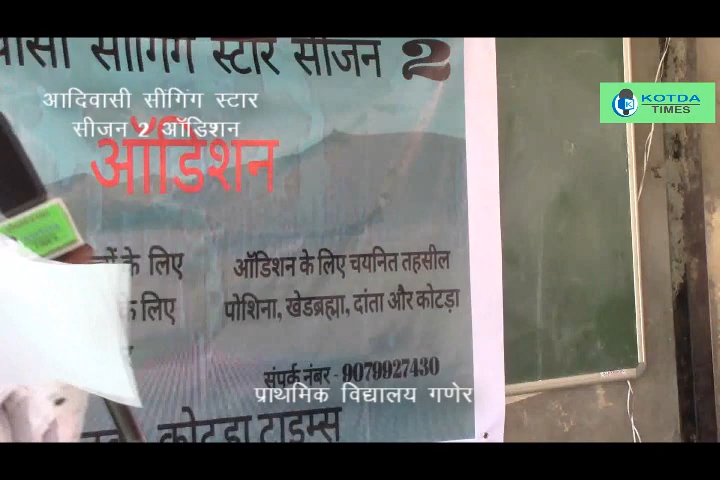 सीगिंग स्टार सीजन 2
KOTDA
TIMES
आदिवासी सींगिंग स्टार
सीजन 2 ऑडिशन
ऑडिशन
के लिए
ऑडिशन के लिए चयनित तहसील
के लिए
पोशिना, खेडब्रह्मा, दांता और कोटड़ा
संपर्क नंबर - 9079927430
प्राथमिक विद्यालय गणेर
कोटड़ा टाइम्स